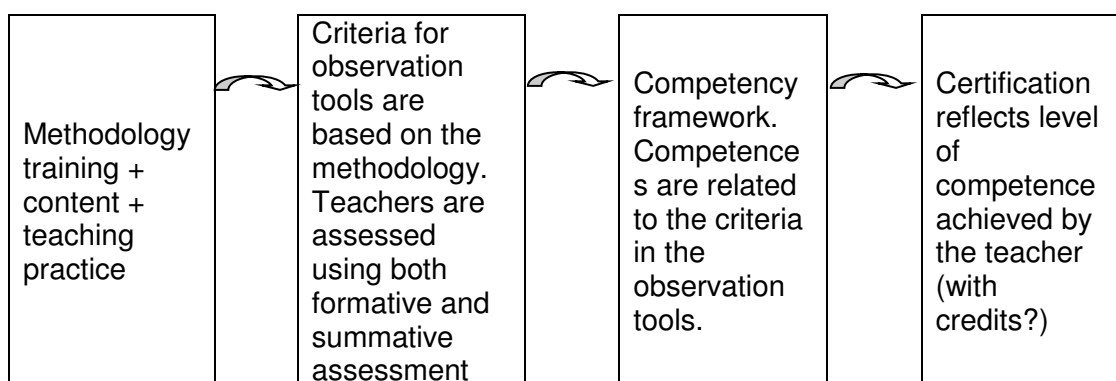 Methodology
training +
content +
teaching
practice
Criteria for
observation
tools are
based on the
methodology.
Teachers are
assessed
using both
formative and
summative
assessment
Competency
framework.
Competence
s are related
to the criteria
in the
observation
tools.
Certification
reflects level
of
competence
achieved by
the teacher
(with
credits?)